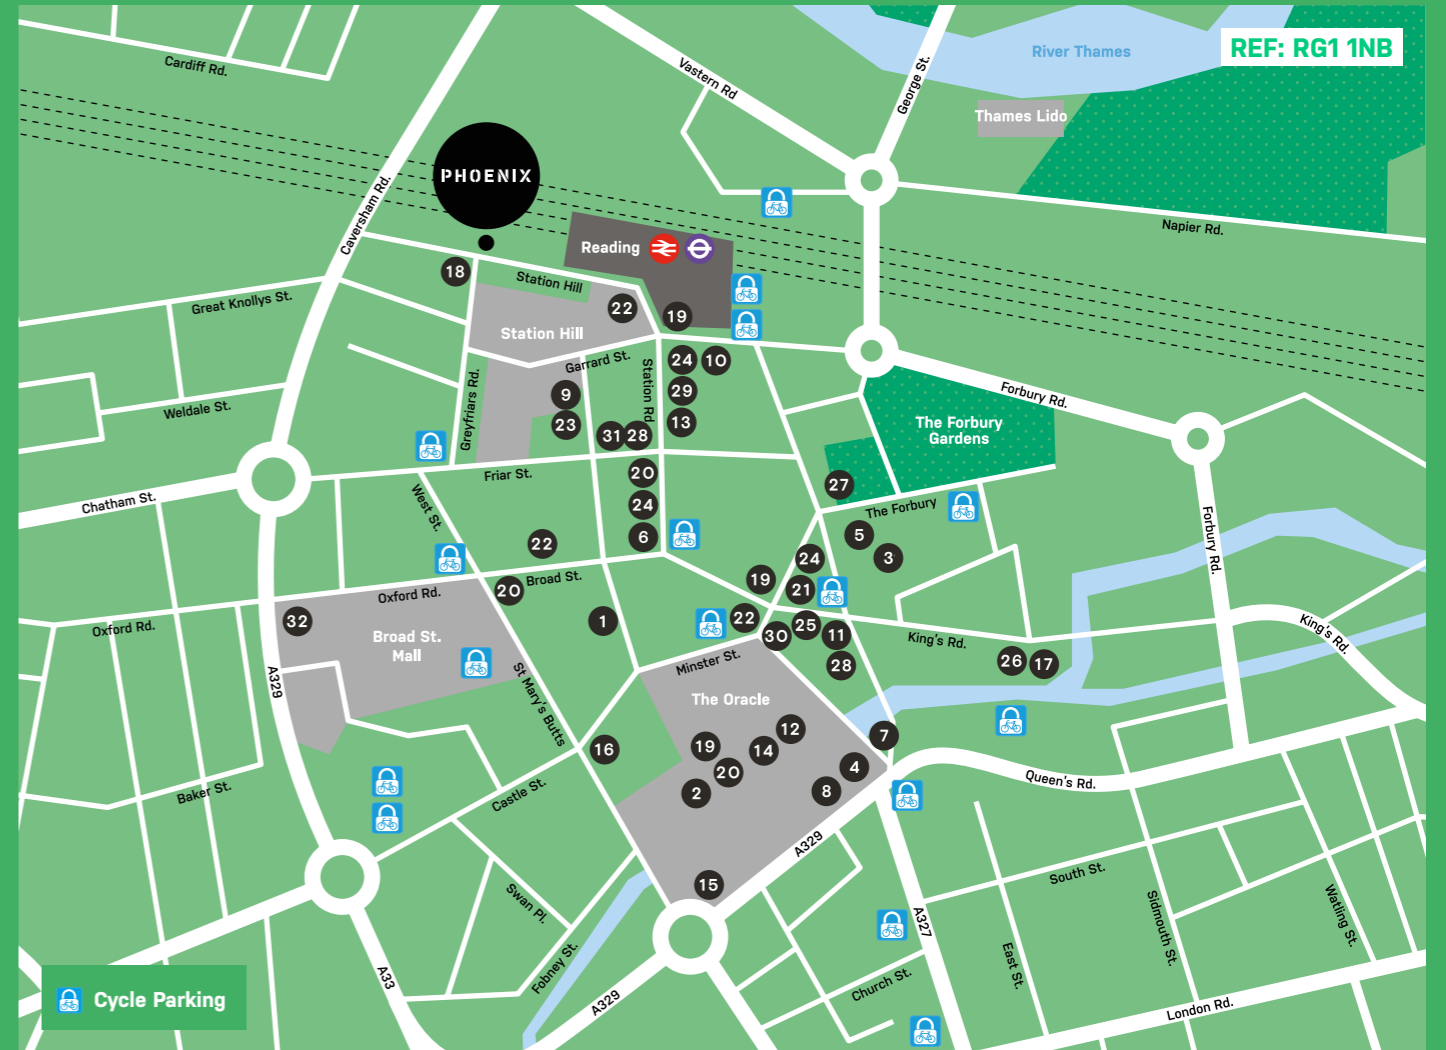 REF: RG1 1NB
River Thames
Cardiff Rd.
Vastern Rd
George St.
Thames Lido
PHOENIX
Caversham Rd.
Napier Rd.
Reading
18
Station Hill
Great Knollys St.
22
19
Station Hill
Garrard St.
24
10
Station Rd
29
9
23
13
31
28
Greyfriars Rd.
Weldale St.
Forbury Rd.
The Forbury
Gardens
Friar St.
20
27
Chatham St.
West St.
24
The Forbury
6
22
5
3
24
Forbury Rd.
19
21
Broad St.
20
Oxford Rd.
32
1
22
25
30
11
King's Rd.
King's Rd.
Oxford Rd.
Broad St.
Mall
Minster St.
28
26
17
A329
St Mary's Butts
The Oracle
12
7
16
19
14
20
4
2
8
Queen's Rd.
Baker St.
Castle St.
A329
South St.
15
Swan Pl.
A327
Sidmouth St.
Watling St.
Fobney St.
East St.
Church St.
A33
A329
London Rd.
Cycle Parking